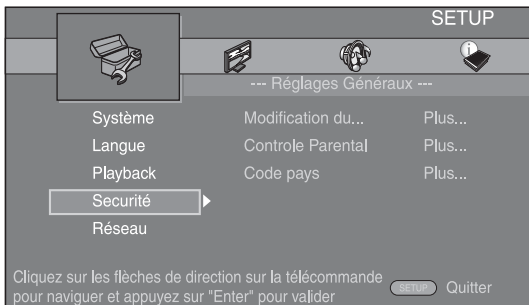 SETUP
--- Réglages Généraux ---
Système
Modification du... Plus...
Langue
Controle Parental Plus...
Playback
Code pays Plus...
Securité
Réseau
Cliquez sur les flèches de direction sur la télécommande
pour naviguer et appuyez sur "Enter" pour valider
SETUP Quitter